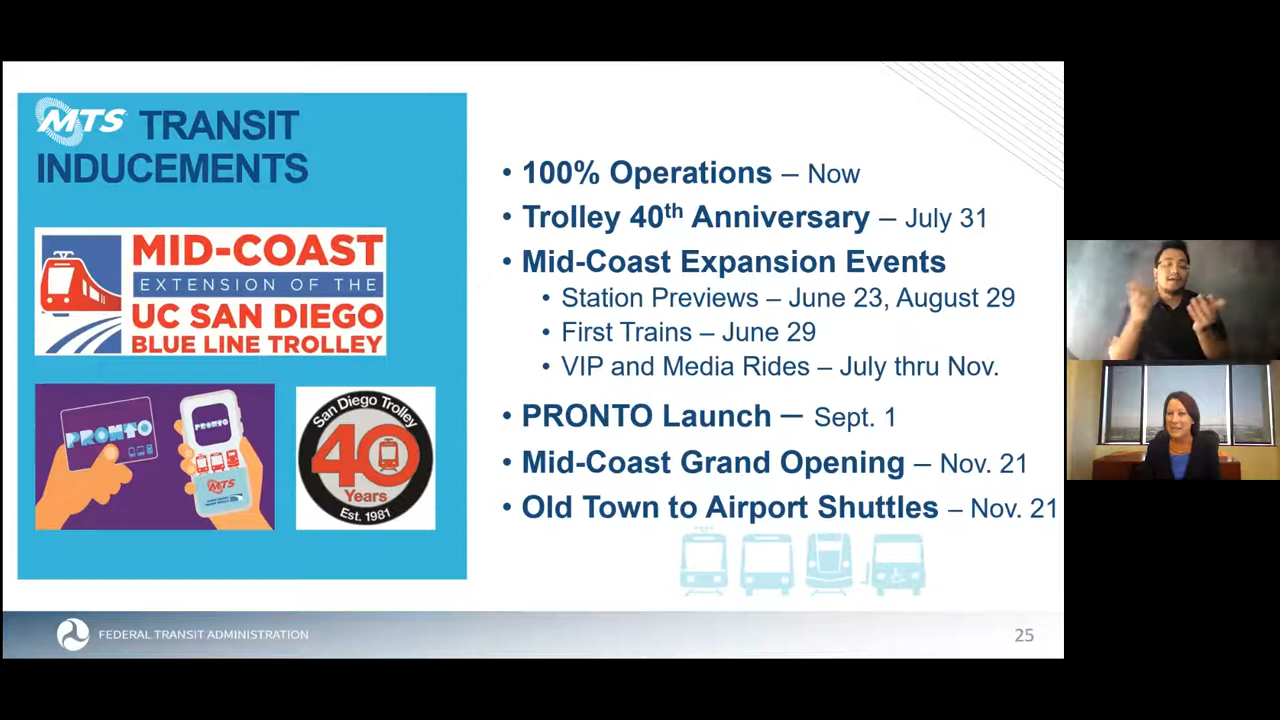 MTS TRANSIT
INDUCEMENTS
MID-COAST
EXTENSION OF THE
UC SAN DIEGO
BLUE LINE TROLLEY
PRONTO
PRONTO
MTS
San Diego Trolley
40
Years
Est. 1981
• 100% Operations – Now
• Trolley 40th Anniversary – July 31
• Mid-Coast Expansion Events
• Station Previews – June 23, August 29
• First Trains – June 29
• VIP and Media Rides – July thru Nov.
• PRONTO Launch – Sept. 1
• Mid-Coast Grand Opening – Nov. 21
• Old Town to Airport Shuttles – Nov. 21
FEDERAL TRANSIT ADMINISTRATION
25